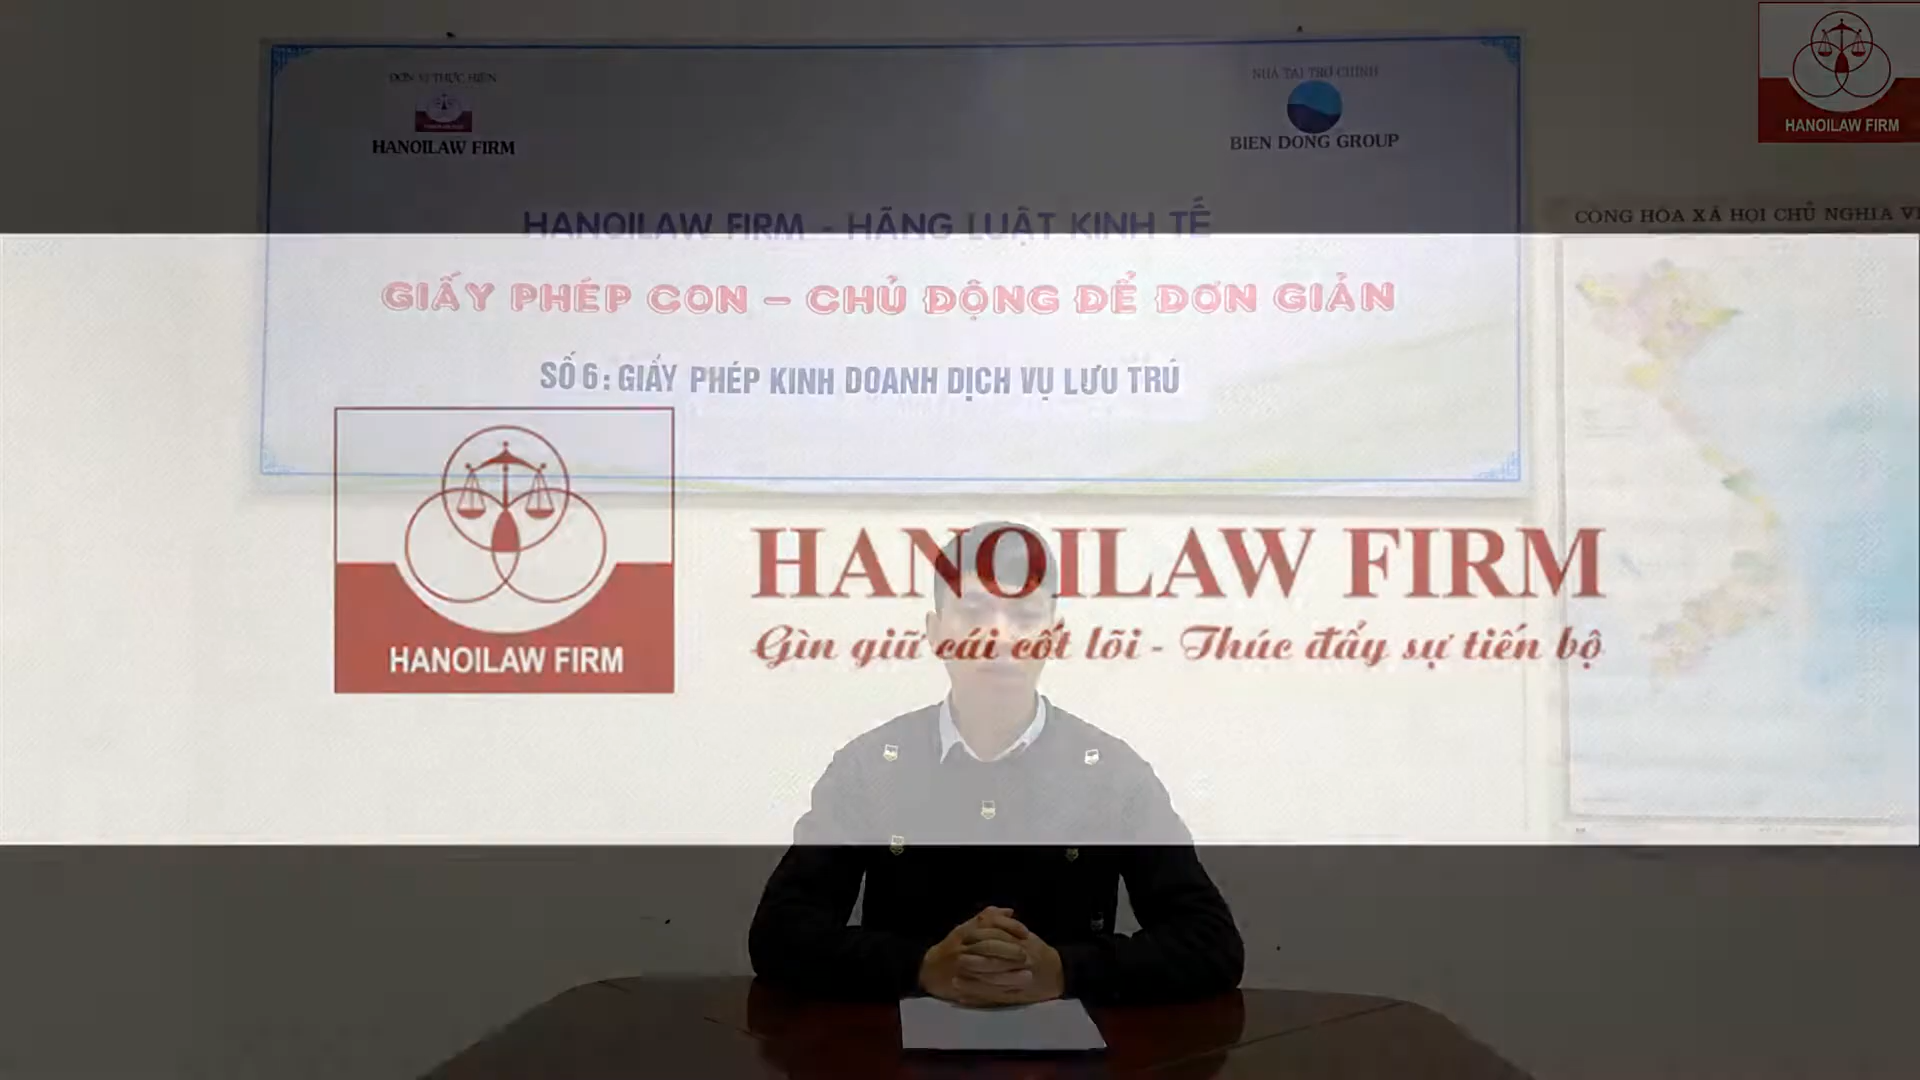 ĐƠN VỊ THỰC HIỆN
HANOILAW FIRM
NHÀ TÀI TRỢ CHÍNH
BIEN DONG GROUP
HANOILAW FIRM
CỘNG HÒA XÃ HỘI CHỦ NGHĨA
HANOILAW FIRM - HÃNG LUẬT KINH TẾ
GIẤY PHÉP CON – CHỦ ĐỘNG ĐỂ ĐƠN GIẢN
SỐ 6: GIẤY PHÉP KINH DOANH DỊCH VỤ LƯU TRÚ
HANOILAW FIRM
HANOILAW FIRM
Gìn giữ cái cốt lõi - Thúc đẩy sự tiến bộ